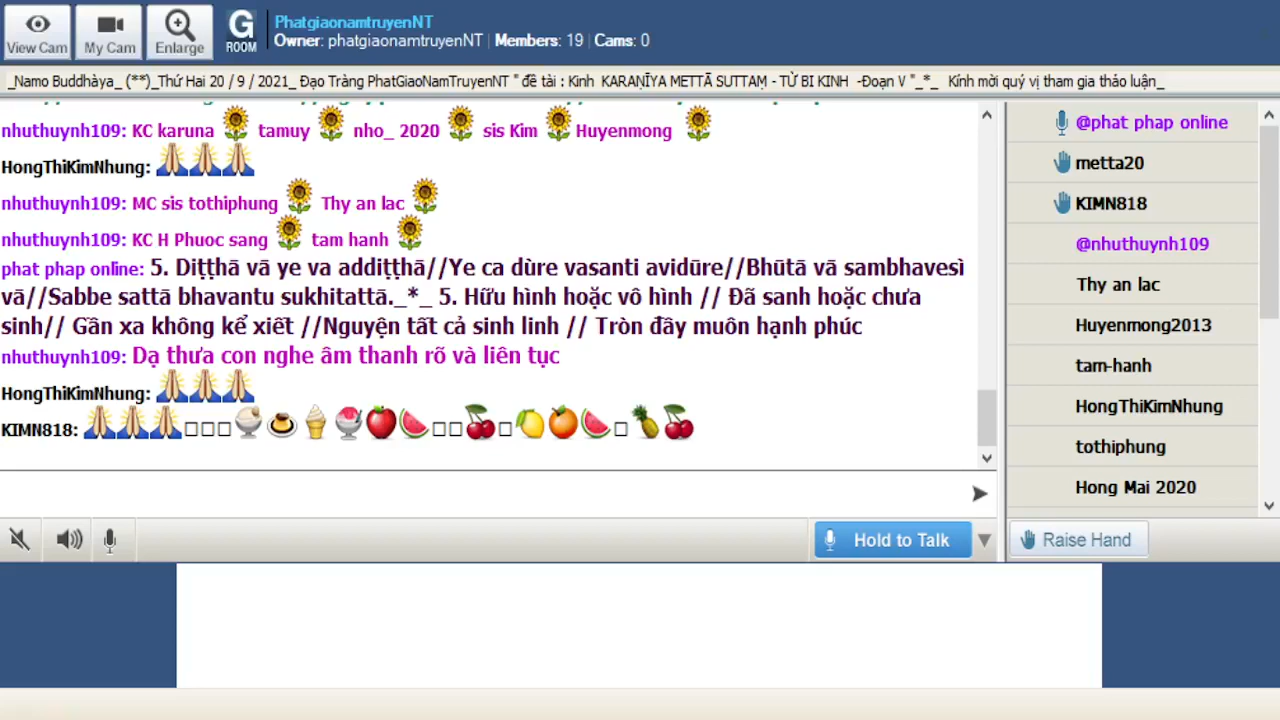 View Cam
My Cam
Enlarge
G
ROOM
PhatgiaonamtruyenNT
Owner: phatgiaonamtruyenNT | Members: 19 | Cams: 0
_Namo Buddhàya_ (**)_Thứ Hai 20 / 9 / 2021_ Đạo Tràng PhatGiaoNamTruyenNT " đề tài : Kinh KARAṆĪYA METTĀ SUTTAṂ - TỪ BI KINH -Đoạn V "_*_ Kính mời quý vị tham gia thảo luận_
nhuthuynh109: KC karuna tamuy nho_ 2020 sis Kim Huyenmong
HongThiKimNhung:
nhuthuynh109: MC sis tothiphung Thy an lac
nhuthuynh109: KC H Phuoc sang tam hanh
phat phap online: 5. Diṭṭhā vā ye va addiṭṭhā//Ye ca dùre vasanti avidūre//Bhūtā vā sambhavesì
vā//Sabbe sattā bhavantu sukhitattā._*_ 5. Hữu hình hoặc vô hình // Đã sanh hoặc chưa
sinh// Gần xa không kể xiết //Nguyện tất cả sinh linh // Tròn đầy muôn hạnh phúc
nhuthuynh109: Dạ thưa con nghe âm thanh rõ và liên tục
HongThiKimNhung:
KIMN818:
@phat phap online
metta20
KIMN818
@nhuthuynh109
Thy an lac
Huyenmong2013
tam-hanh
HongThiKimNhung
tothiphung
Hong Mai 2020
Hold to Talk
Raise Hand